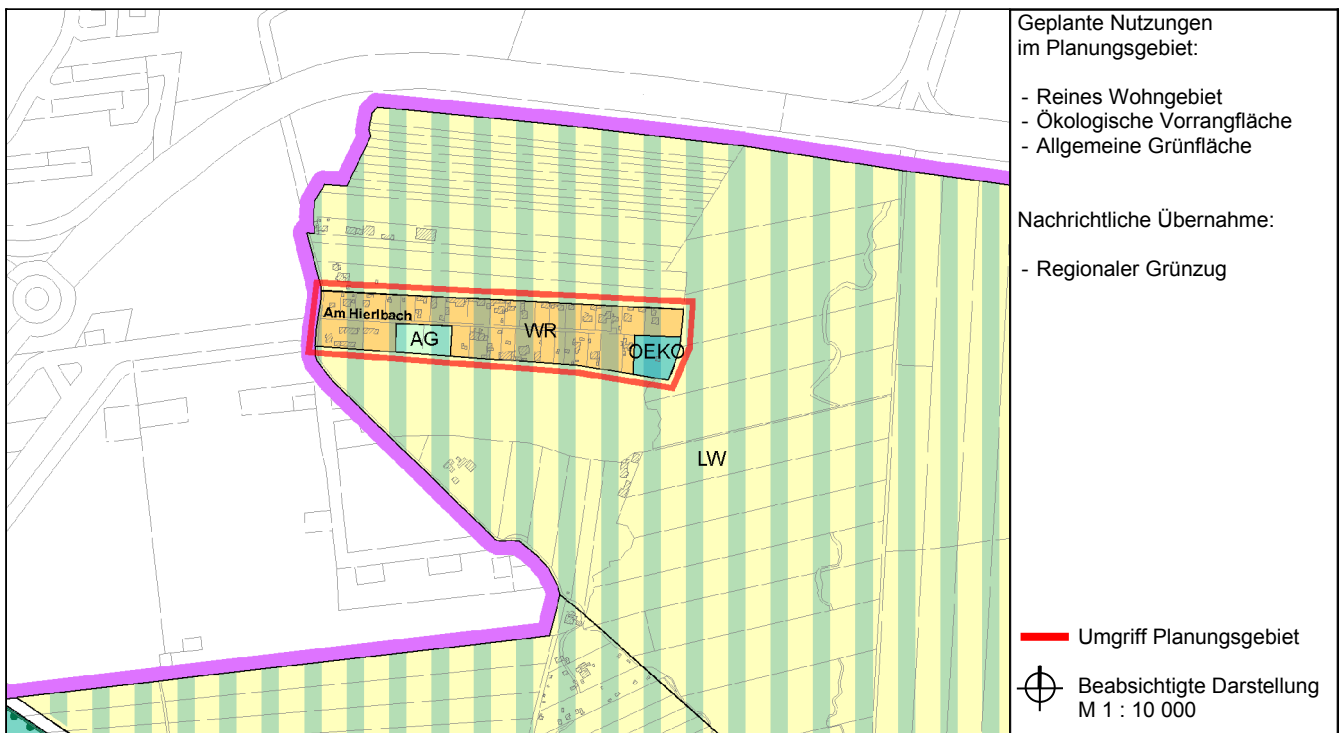 Geplante Nutzungen
im Planungsgebiet:
- Reines Wohngebiet
- Ökologische Vorrangfläche
- Allgemeine Grünfläche
Nachrichtliche Übernahme:
- Regionaler Grünzug
Am Hierlbach
AG
WR
OEKO
LW
Umgriff Planungsgebiet
Beabsichtigte Darstellung
M 1 : 10 000